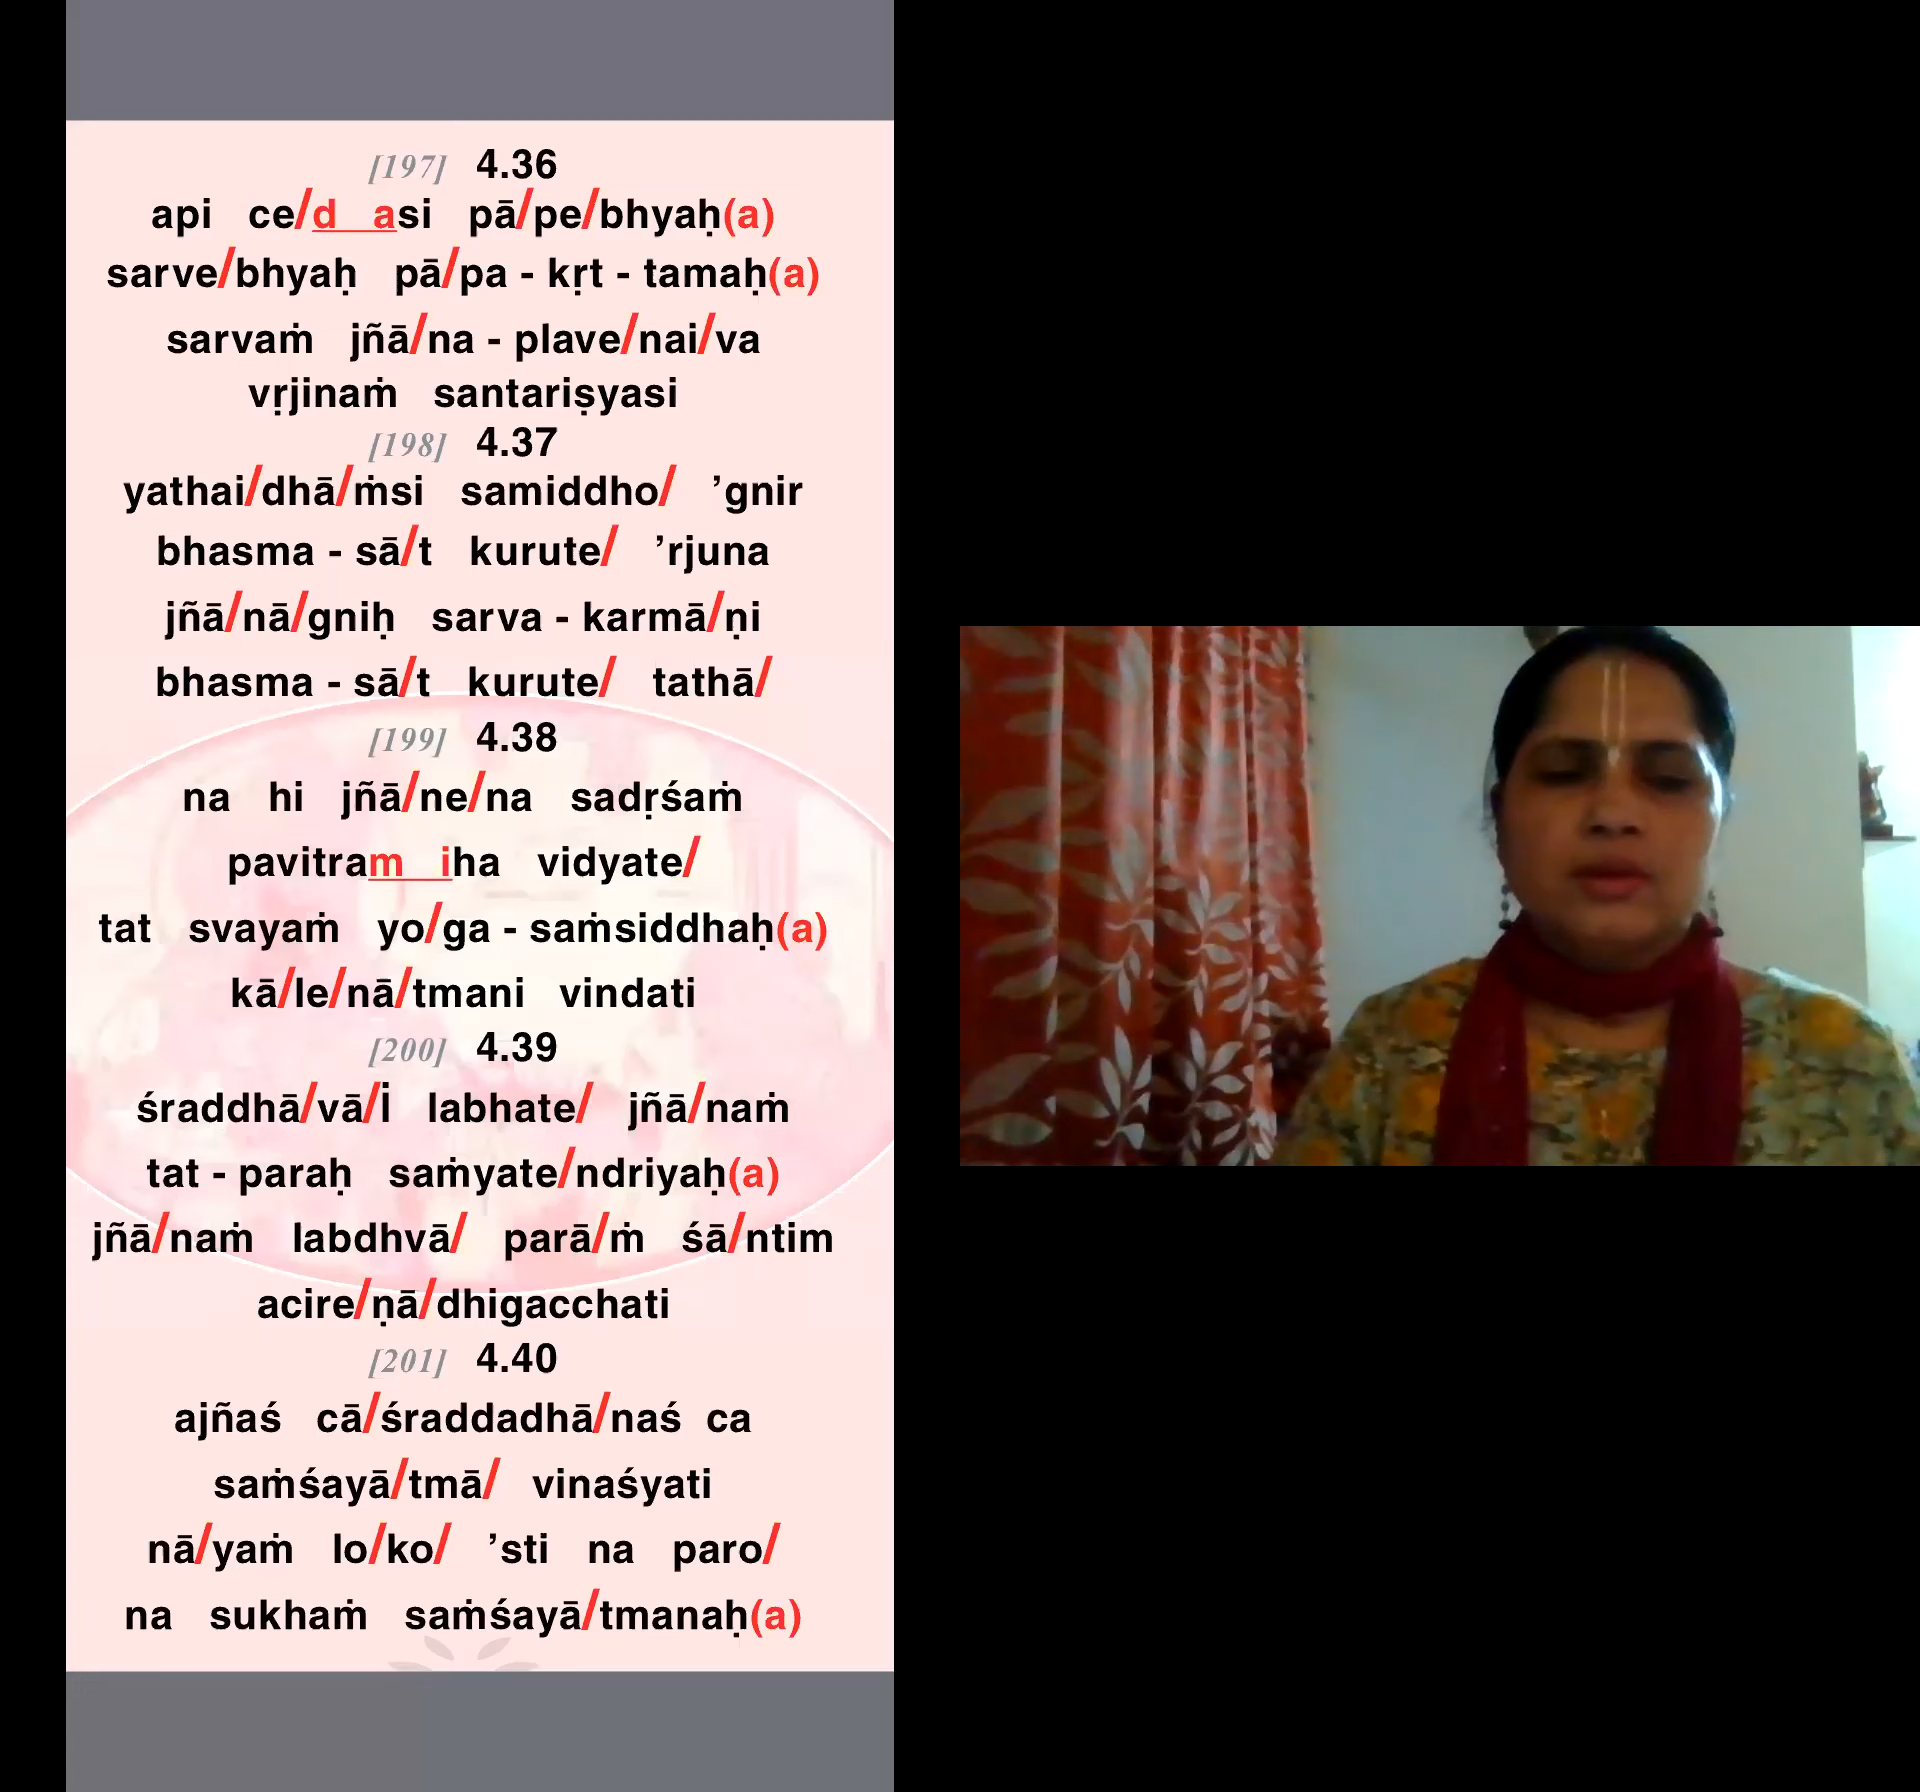 [197] 4.36
api ce/d asi pā/pe/bhyaḥ(a)
sarve/bhyaḥ pā/pa - kṛt - tamaḥ(a)
sarvaṁ jñā/na - plave/nai/va
vṛjinaṁ santariṣyasi
[198] 4.37
yathai/dhā/ṁsi samiddho/ ’gnir
bhasma - sā/t kurute/ ’rjuna
jñā/nā/gniḥ sarva - karmā/ṇi
bhasma - sā/t kurute/ tathā/
[199] 4.38
na hi jñā/ne/na sadṛśaṁ
pavitram iha vidyate/
tat svayaṁ yo/ga - saṁsiddhaḥ(a)
kā/le/nā/tmani vindati
[200] 4.39
śraddhā/vā/l̇ labhate/ jñā/naṁ
tat - paraḥ saṁyate/ndriyaḥ(a)
jñā/naṁ labdhvā/ parā/ṁ śā/ntim
acire/ṇā/dhigacchati
[201] 4.40
ajñaś cā/śraddadhā/naś ca
saṁśayā/tmā/ vinaśyati
nā/yaṁ lo/ko/ ’sti na paro/
na sukhaṁ saṁśayā/tmanaḥ(a)